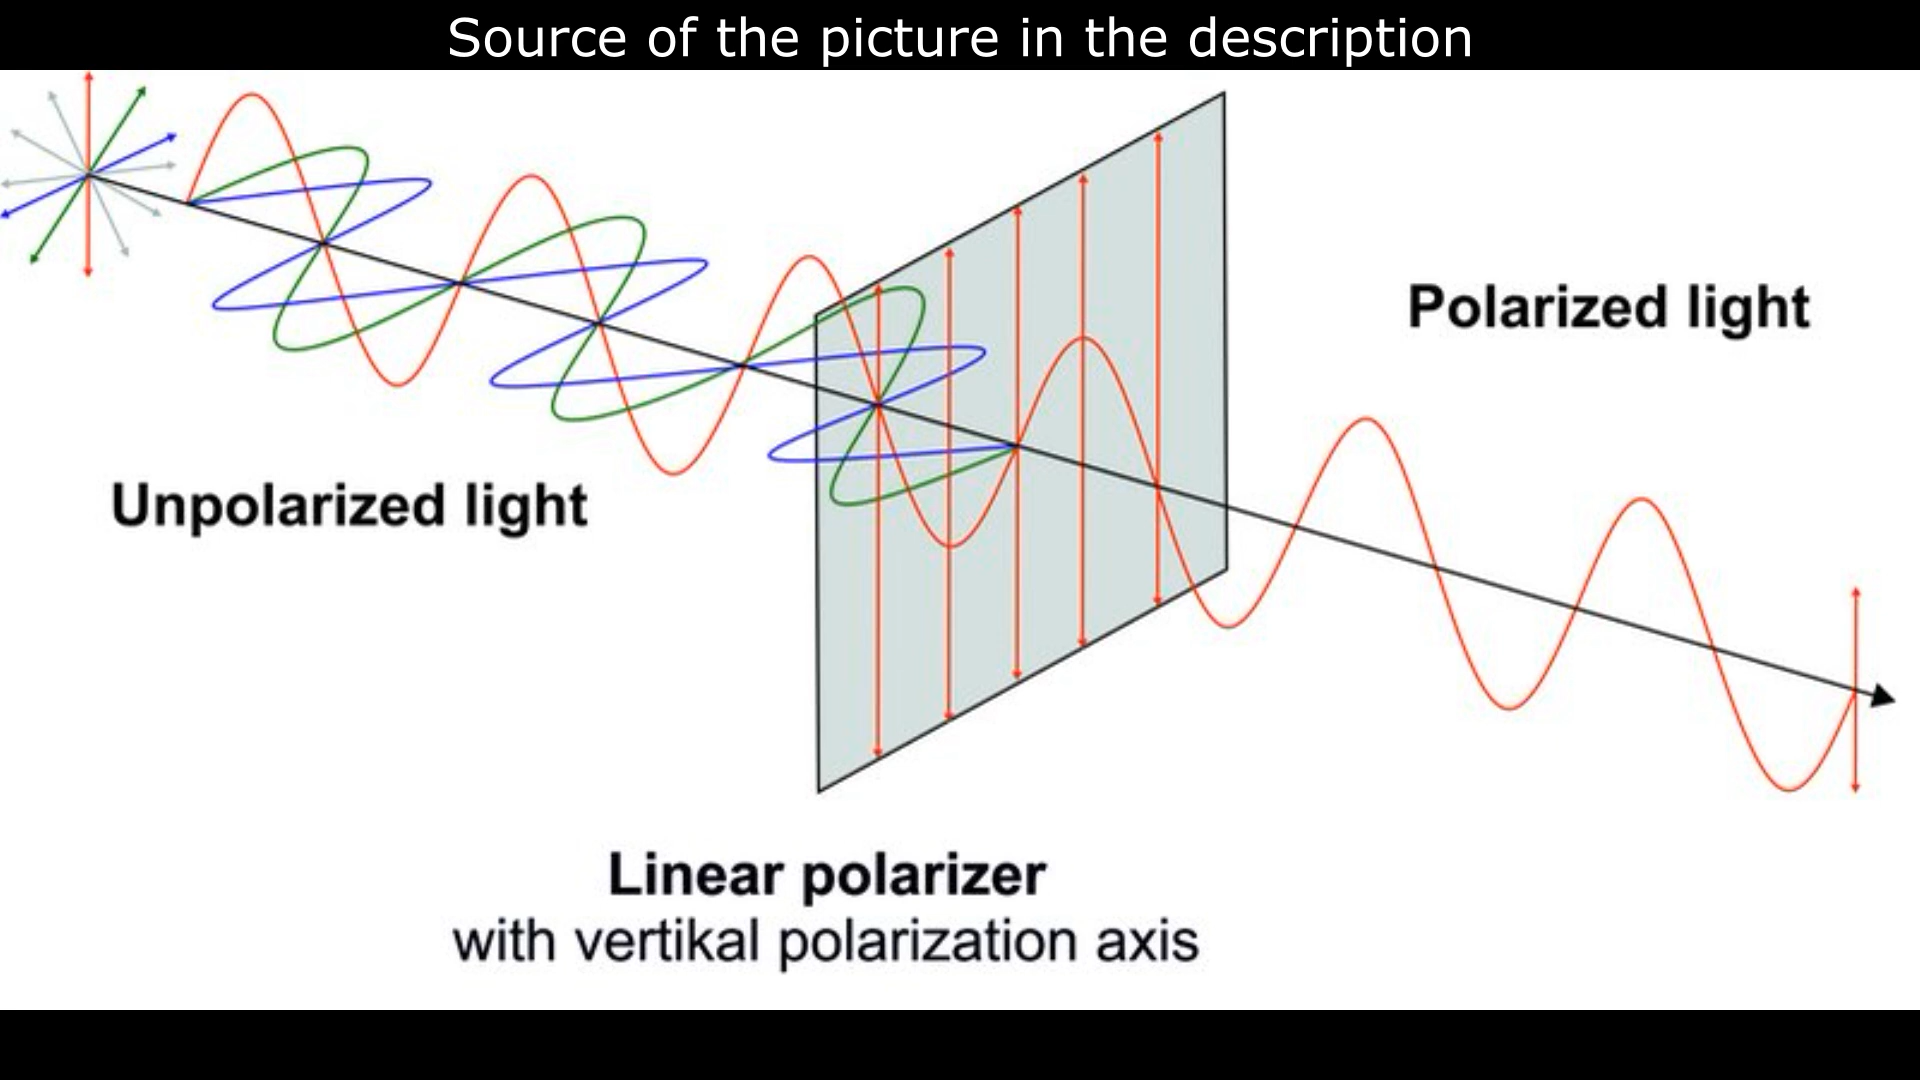 Source of the picture in the description
Polarized light
Unpolarized light
Linear polarizer
with vertikal polarization axis